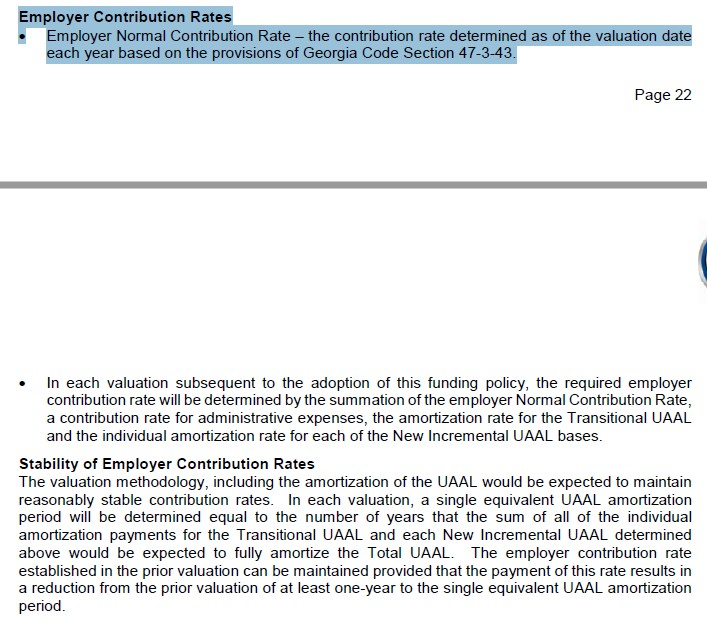 Employer Contribution Rates
• Employer Normal Contribution Rate – the contribution rate determined as of the valuation date
each year based on the provisions of Georgia Code Section 47-3-43.
Page 22
• In each valuation subsequent to the adoption of this funding policy, the required employer
contribution rate will be determined by the summation of the employer Normal Contribution Rate,
a contribution rate for administrative expenses, the amortization rate for the Transitional UAAL
and the individual amortization rate for each of the New Incremental UAAL bases.
Stability of Employer Contribution Rates
The valuation methodology, including the amortization of the UAAL would be expected to maintain
reasonably stable contribution rates. In each valuation, a single equivalent UAAL amortization
period will be determined equal to the number of years that the sum of all of the individual
amortization payments for the Transitional UAAL and each New Incremental UAAL determined
above would be expected to fully amortize the Total UAAL. The employer contribution rate
established in the prior valuation can be maintained provided that the payment of this rate results in
a reduction from the prior valuation of at least one-year to the single equivalent UAAL amortization
period.